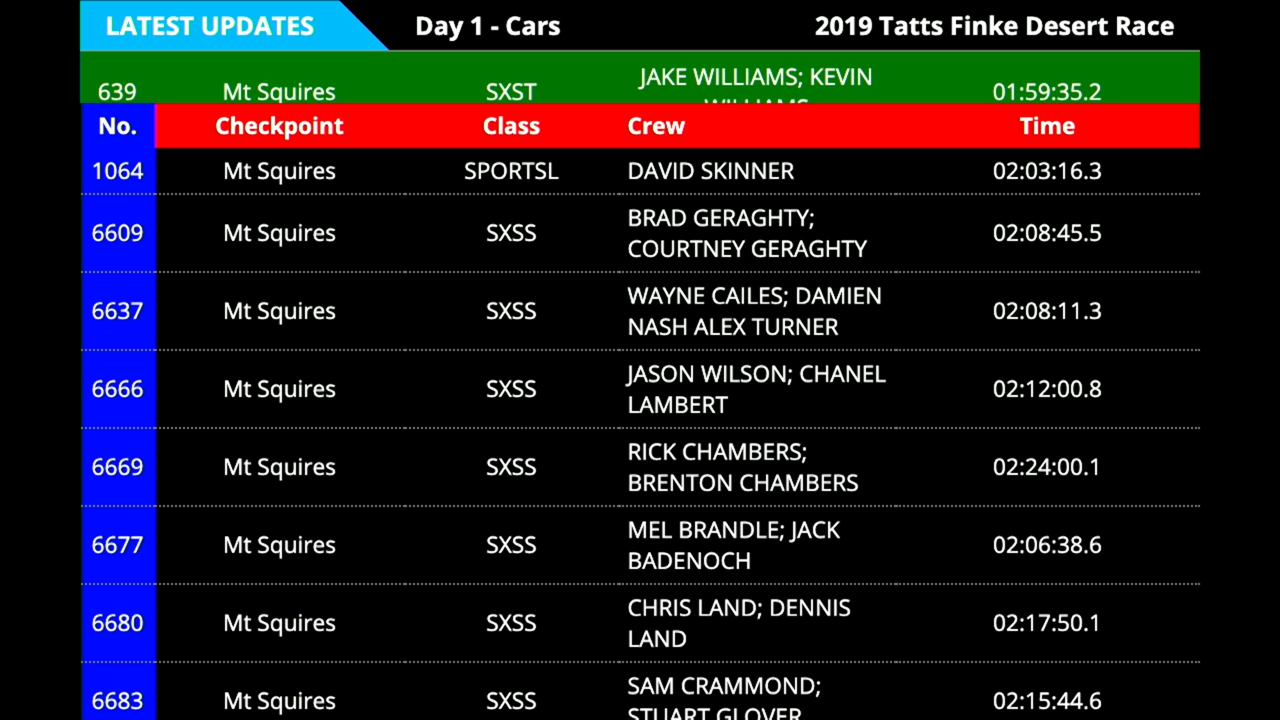 LATEST UPDATES Day 1 - Cars 2019 Tatts Finke Desert Race
639 Mt Squires SXST JAKE WILLIAMS; KEVIN WILLIAMS 01:59:35.2
No. Checkpoint Class Crew Time
1064 Mt Squires SPORTSL DAVID SKINNER 02:03:16.3
6609 Mt Squires SXSS BRAD GERAGHTY; COURTNEY GERAGHTY 02:08:45.5
6637 Mt Squires SXSS WAYNE CAILES; DAMIEN NASH ALEX TURNER 02:08:11.3
6666 Mt Squires SXSS JASON WILSON; CHANEL LAMBERT 02:12:00.8
6669 Mt Squires SXSS RICK CHAMBERS; BRENTON CHAMBERS 02:24:00.1
6677 Mt Squires SXSS MEL BRANDLE; JACK BADENOCH 02:06:38.6
6680 Mt Squires SXSS CHRIS LAND; DENNIS LAND 02:17:50.1
6683 Mt Squires SXSS SAM CRAMMOND; STUART GLOVER 02:15:44.6